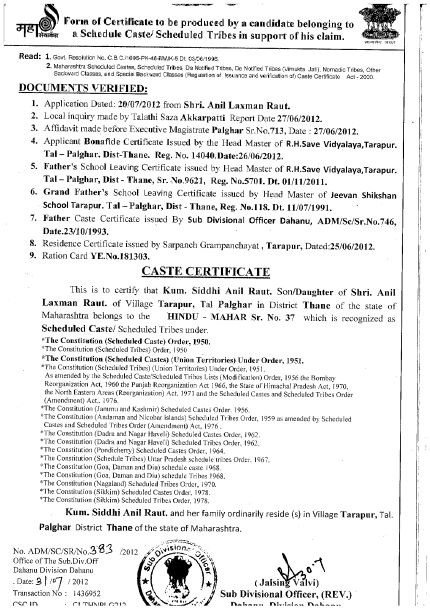 महा
Form of Certificate to be produced by a candidate belonging to
a Schedule Caste/ Scheduled Tribes in support of his claim.
Read: 1. Govt. Resolution No. C.B.C.
2. Maharashtra Scheduled Castes, Scheduled Tribes, De Notified Tribes, De Notified Tribes (Vimukta Jati), Nomadic Tribes, Other
Backward Classes, and Special Backward Classes (Regulation of Issuance and verification of) Caste Certificate Act - 2000.
DOCUMENTS VERIFIED:
1. Application Dated: 20/07/2012 from Shri. Anil Laxman Raut.
2. Local inquiry made by Talathi Saza Akkarpatti Report Date 27/06/2012.
3. Affidavit made before Executive Magistrate Palghar Sr.No.713, Date : 27/06/2012.
4. Applicant Bonafide Certificate Issued by the Head Master of R.H.Save Vidyalaya,Tarapur.
Tal – Palghar, Dist-Thane. Reg. No. 14040.Date:26/06/2012.
5. Father's School Leaving Certificate issued by Head Master of R.H.Save Vidyalaya,Tarapur.
Tal – Palghar, Dist - Thane, Sr. No.9621, Reg. No.5701. Dt. 01/11/2011.
6. Grand Father's School Leaving Certificate issued by Head Master of Jeevan Shikshan
School Tarapur. Tal – Palghar, Dist - Thane, Reg No.118. Dt. 11/07/1991.
7. Father Caste Certificate issued By Sub Divisional Officer Dahanu, ADM/Sc/Sr.No.746,
Date.23/10/1993.
8. Residence Certificate issued by Sarpanch Grampanchayat , Tarapur, Dated:25/06/2012.
9. Ration Card YE.No.181303.
CASTE CERTIFICATE
This is to certify that Kum. Siddhi Anil Raut. Son/Daughter of Shri. Anil
Laxman Raut. of Village Tarapur, Tal Palghar in District Thane of the state of
Maharashtra belongs to the HINDU - MAHAR Sr. No. 37 which is recognized as
Scheduled Caste/ Scheduled Tribes under.
*The Constitution (Scheduled Caste) Order, 1950.
*The Constitution (Scheduled Tribes) Order, 1950
*The Constitution (Scheduled Castes) (Union Territories) Under Order, 1951.
*The Constitution (Scheduled Tribes) (Union Territories) Under Order, 1951.
As amended by the Scheduled Caste/Scheduled Tribes Lists (Modification) Order, 1956 the Bombay
Reorganization Act, 1960 the Punjab Reorganization Act 1966, the State of Himachal Pradesh Act, 1970,
the North Eastern Areas (Reorganization) Act. 1971 and the Scheduled Castes and Scheduled Tribes Order
(Amendment) Act., 1976.
*The Constitution (Jammu and Kashmir) Scheduled Castes Order. 1956.
*The Constitution (Andaman and Nicobar Islands) Scheduled Tribes Order, 1959 as amended by Scheduled
Castes and Scheduled Tribes Order (Amendment) Act, 1976.
*The Constitution (Dadra and Nagar Haveli) Scheduled Castes Order, 1962.
*The Constitution (Dadra and Nagar Haveli) Scheduled Tribes Order, 1962.
*The Constitution (Pondicherry) Scheduled Castes Order, 1964.
*The Constitution (Schedule Tribes) Uttar Pradesh schedule tribes Order. 1967.
*The Constitution (Goa, Daman and Diu) schedule caste 1968.
*The Constitution (Goa, Daman and Diu) schedule Tribes 1968.
*The Constitution (Nagaland) Scheduled Tribes Order, 1970.
*The Constitution (Sikkim) Scheduled Castes Order, 1978.
*The Constitution (Sikkim) Scheduled Tribes Order, 1978.
Kum. Siddhi Anil Raut. and her family ordinarily reside (s) in Village Tarapur, Tal.
Palghar District Thane of the state of Maharashtra.
No. ADM/SC/SR/No.383 /2012
Office of The Sub.Div.Off
Dahanu Division Dahanu
Date: 3/07 / 2012
Transaction No : 1436952
Sub Divisional Officer
( Jaising Valvi)
Sub Divisional Officer, (REV.)
Dahanu Division Dahanu